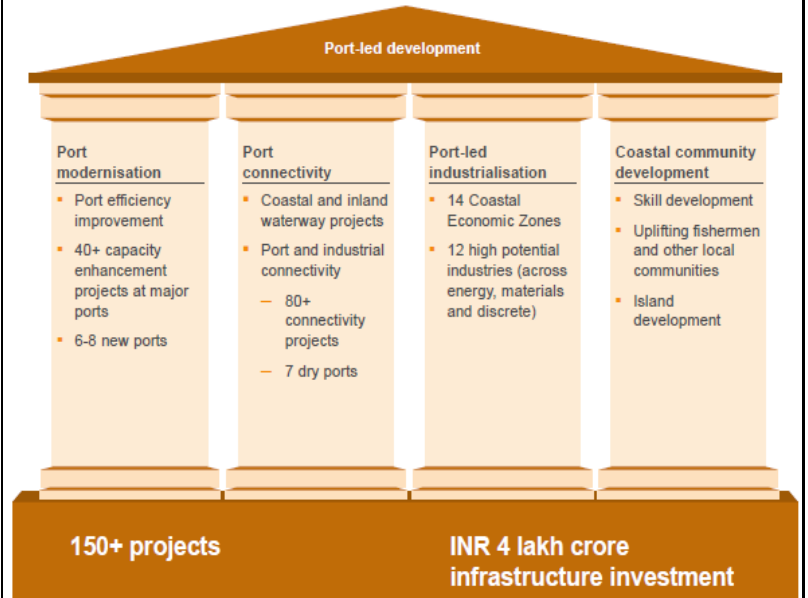 Port-led development
Port
modernisation
▪ Port efficiency
improvement
▪ 40+ capacity
enhancement
projects at major
ports
▪ 6-8 new ports
Port
connectivity
▪ Coastal and inland
waterway projects
▪ Port and industrial
connectivity
– 80+
connectivity
projects
– 7 dry ports
Port-led
industrialisation
▪ 14 Coastal
Economic Zones
▪ 12 high potential
industries (across
energy, materials
and discrete)
Coastal community
development
▪ Skill development
▪ Uplifting fishermen
and other local
communities
▪ Island
development
150+ projects
INR 4 lakh crore
infrastructure investment